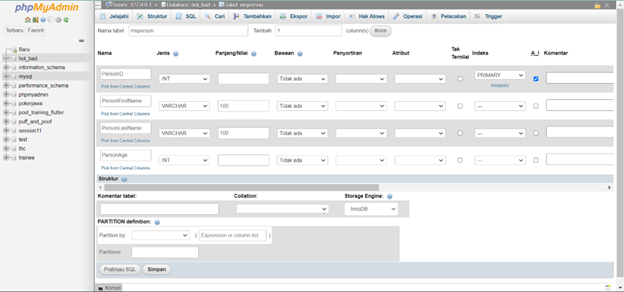 phpMyAdmin
Server: 127.0.0.1 » Database: hol_bad » Tabel: msperson
Jelajahi Struktur SQL Cari Tambahkan Ekspor Impor Hak Akses Operasi Pelacakan Trigger
Terbaru Favorit
Baru
hol_bad
information_schema
mysql
performance_schema
phpmyadmin
pokerjawa
post_training_flutter
puff_and_poof
session11
test
thc
trainee
Nama tabel: msperson Tambah 1 column(s) Kirim
Nama Jenis Panjang/Nilai Bawaan Penyortiran Atribut Tak Ternilai Indeks A_I Komentar
PersonID INT Tidak ada PRIMARY
Pick from Central Columns PRIMARY
PersonFirstName VARCHAR 100 Tidak ada ---
Pick from Central Columns
PersonLastName VARCHAR 100 Tidak ada ---
Pick from Central Columns
PersonAge INT Tidak ada ---
Pick from Central Columns
Struktur
Komentar tabel: Collation: Storage Engine:
InnoDB
PARTITION definition:
Partition by ( Expression or column list )
Partitions
Pratinjau SQL Simpan
Konsol